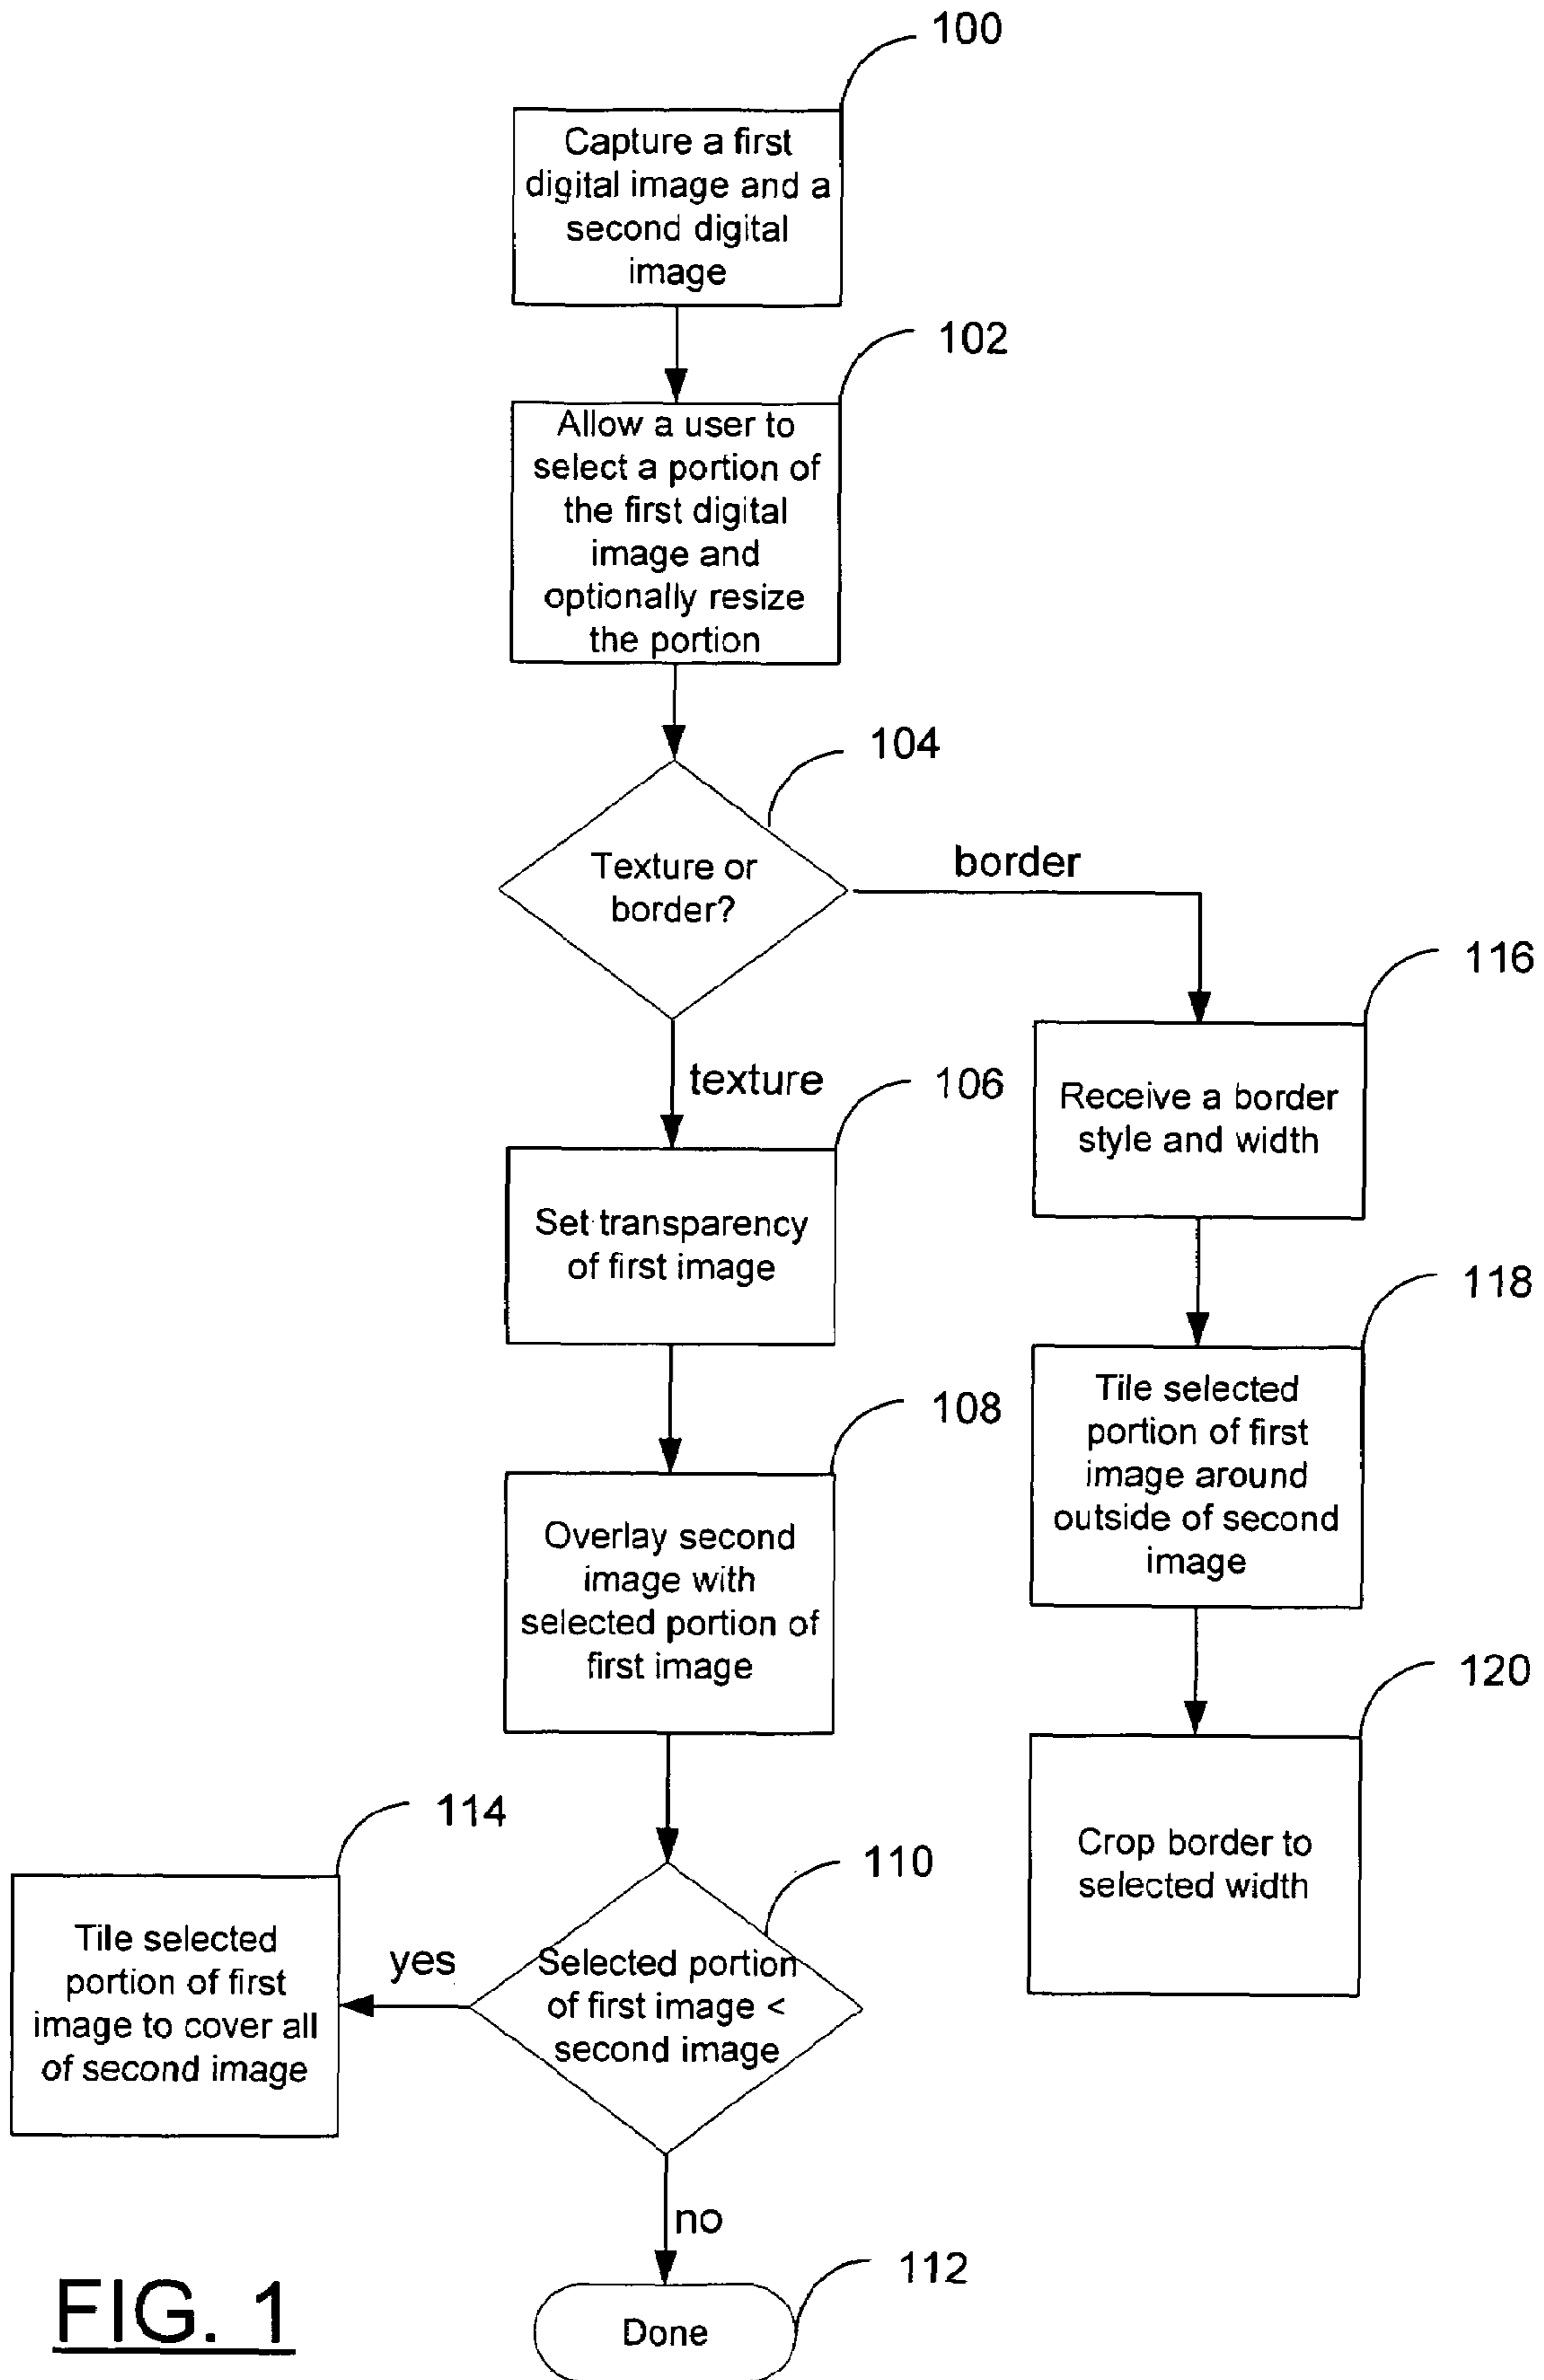 100
Capture a first
digital image and a
second digital
image
102
Allow a user to
select a portion of
the first digital
image and
optionally resize
the portion
104
Texture or
border?
border
texture
116
Receive a border
style and width
106
Set transparency
of first image
118
Tile selected
portion of first
image around
outside of second
image
108
Overlay second
image with
selected portion of
first image
120
Crop border to
selected width
114
Tile selected
portion of first
image to cover all
of second image
yes
110
Selected portion
of first image <
second image
no
112
Done
FIG. 1